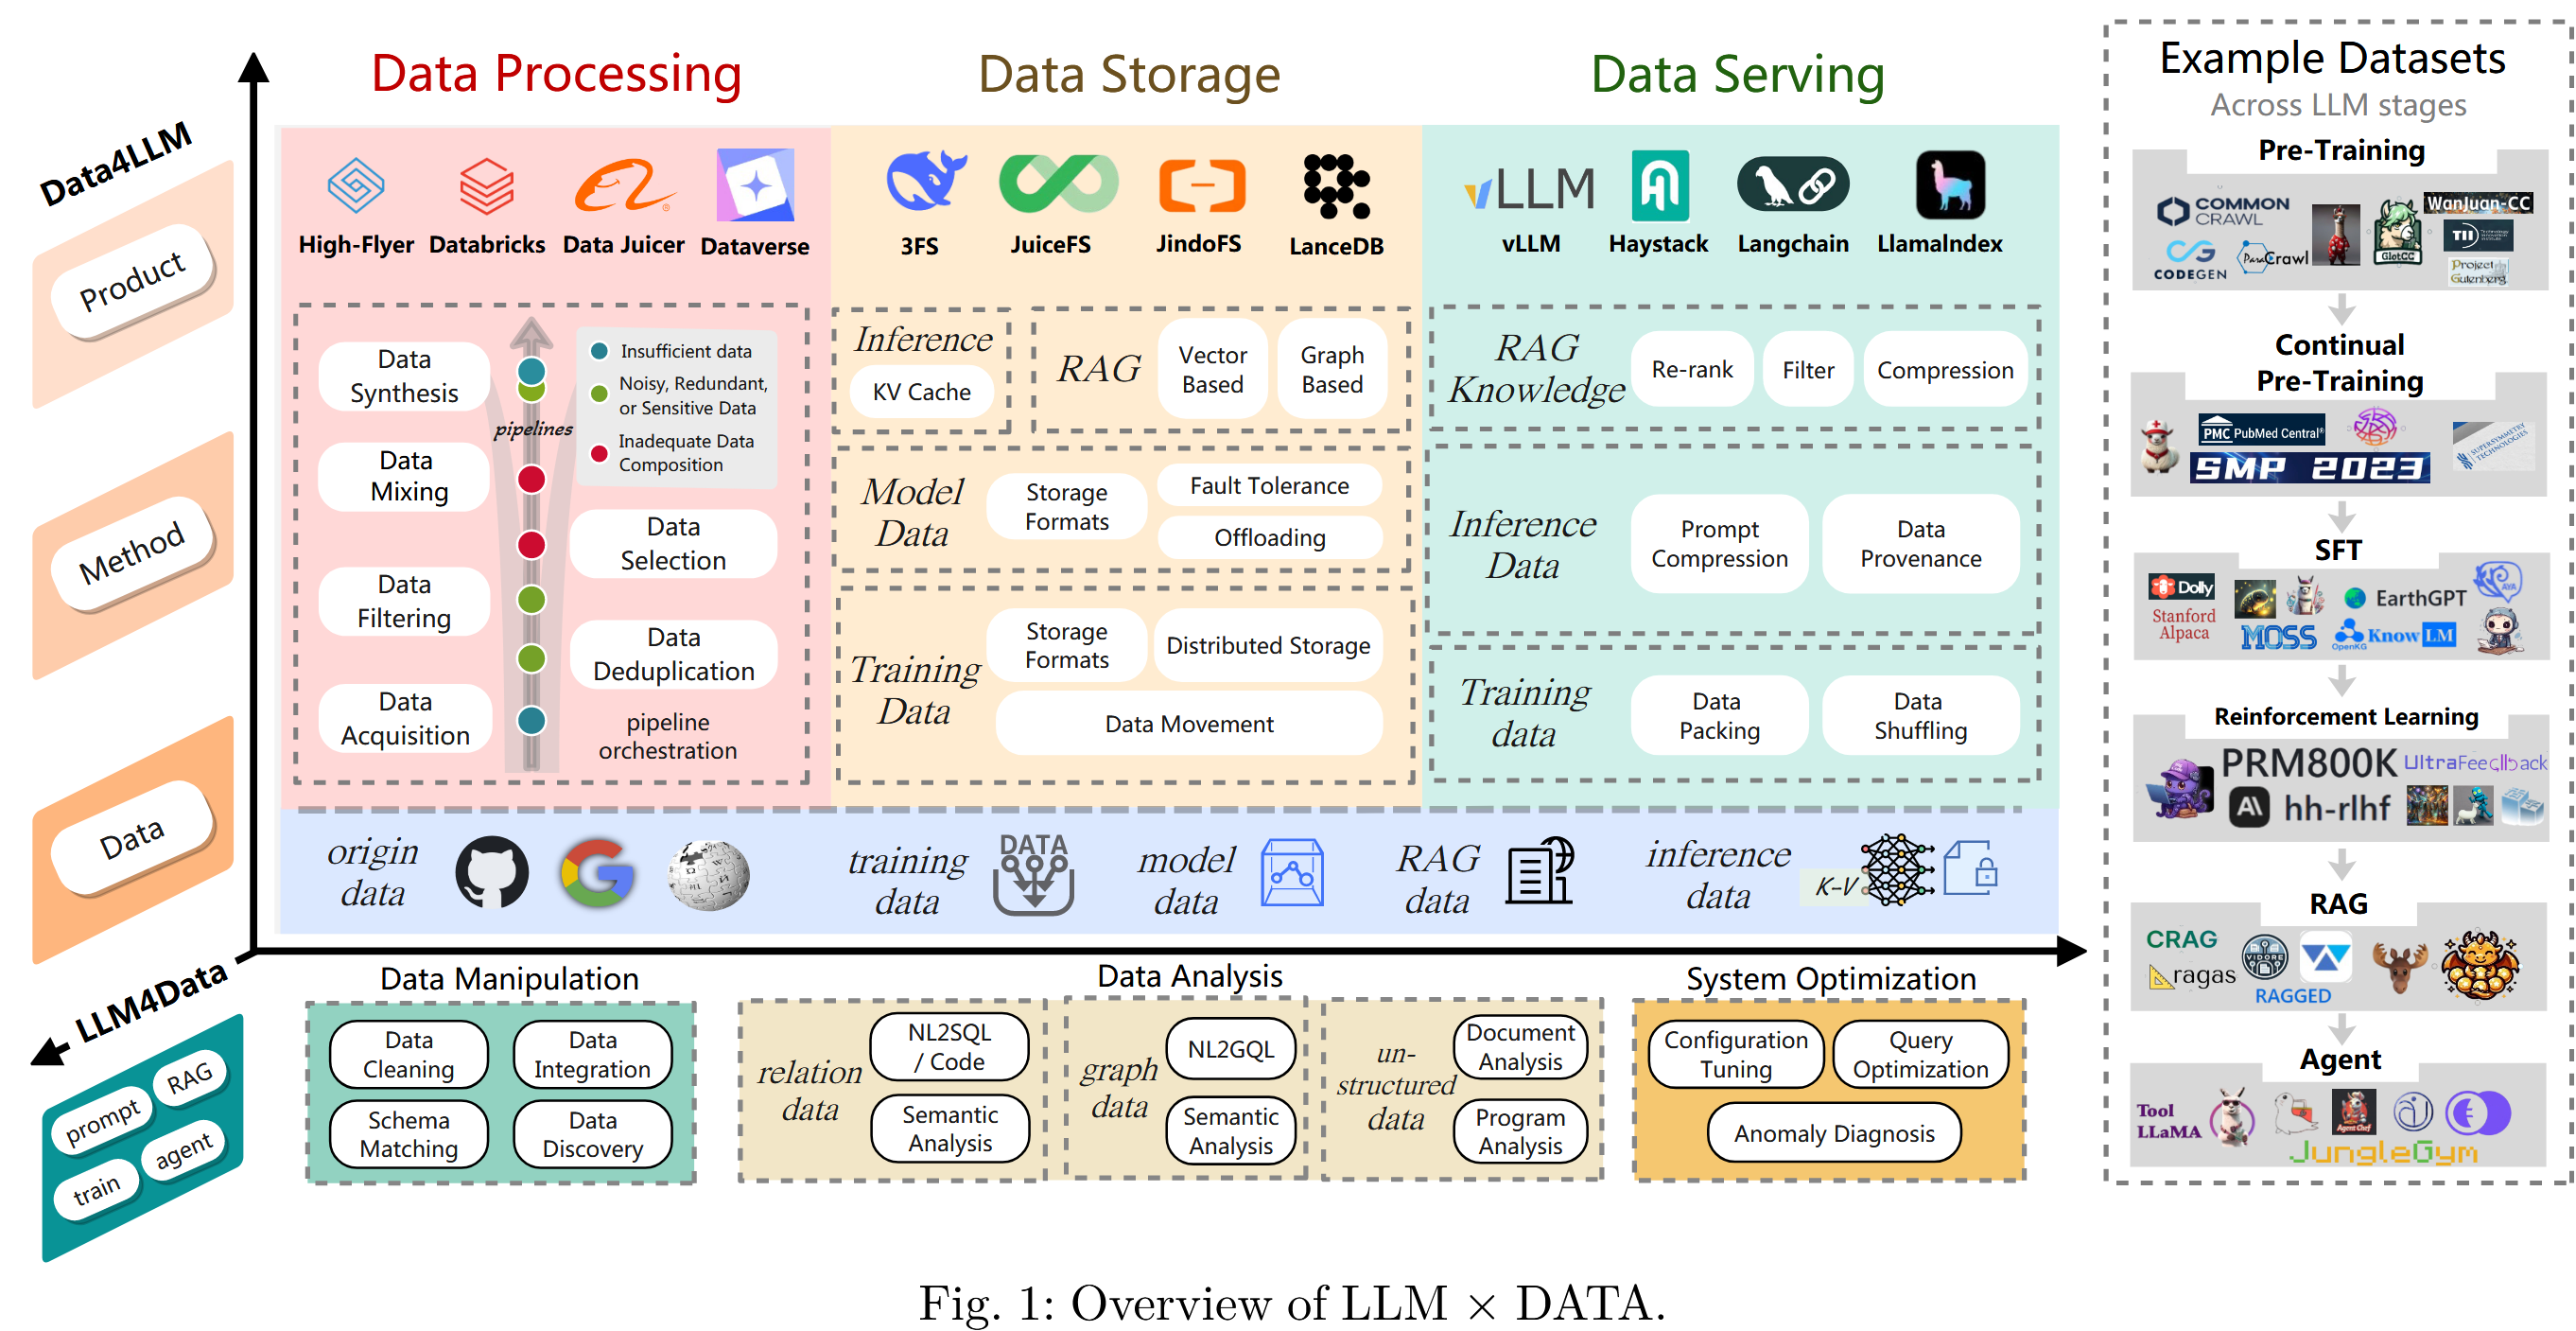 Data4LLM
Product
Method
Data
LLM4Data
prompt
RAG
train
agent
Data Processing
High-Flyer
Databricks
Data Juicer
Dataverse
Data
Synthesis
Data
Mixing
Data
Filtering
Data
Acquisition
pipelines
Insufficient data
Noisy, Redundant,
or Sensitive Data
Inadequate Data
Composition
Data
Selection
Data
Deduplication
pipeline
orchestration
Data Storage
3FS
JuiceFS
JindoFS
LanceDB
Inference
KV Cache
RAG
Vector
Based
Graph
Based
Model
Data
Storage
Formats
Fault Tolerance
Offloading
Training
Data
Storage
Formats
Distributed Storage
Data Movement
Data Serving
vLLM
vLLM
Haystack
Langchain
LlamaIndex
RAG
Knowledge
Re-rank
Filter
Compression
Inference
Data
Prompt
Compression
Data
Provenance
Training
data
Data
Packing
Data
Shuffling
origin
data
training
data
DATA
model
data
RAG
data
inference
data
K-V
Data Manipulation
Data
Cleaning
Data
Integration
Schema
Matching
Data
Discovery
Data Analysis
relation
data
NL2SQL
/ Code
Semantic
Analysis
graph
data
NL2GQL
Semantic
Analysis
un-
structured
data
Document
Analysis
Program
Analysis
System Optimization
Configuration
Tuning
Query
Optimization
Anomaly Diagnosis
Example Datasets
Across LLM stages
Pre-Training
COMMON
CRAWL
WanJuan-CC
CODEGEN
ParaCrawl
GlotCC
TII
Project
Gutenberg
Continual
Pre-Training
PMC PubMed Central
SMP 2023
SUPERSYMMETRY
TECHNOLOGIES
SFT
Dolly
Stanford
Alpaca
MOSS
EarthGPT
AYA
OpenKG
KnowLM
Reinforcement Learning
PRM800K
UltraFeedback
hh-rlhf
RAG
CRAG
ragas
VIDORE
RAGGED
Agent
Tool
LLaMA
Agent Chef
JungleGym
Fig. 1: Overview of LLM × DATA.